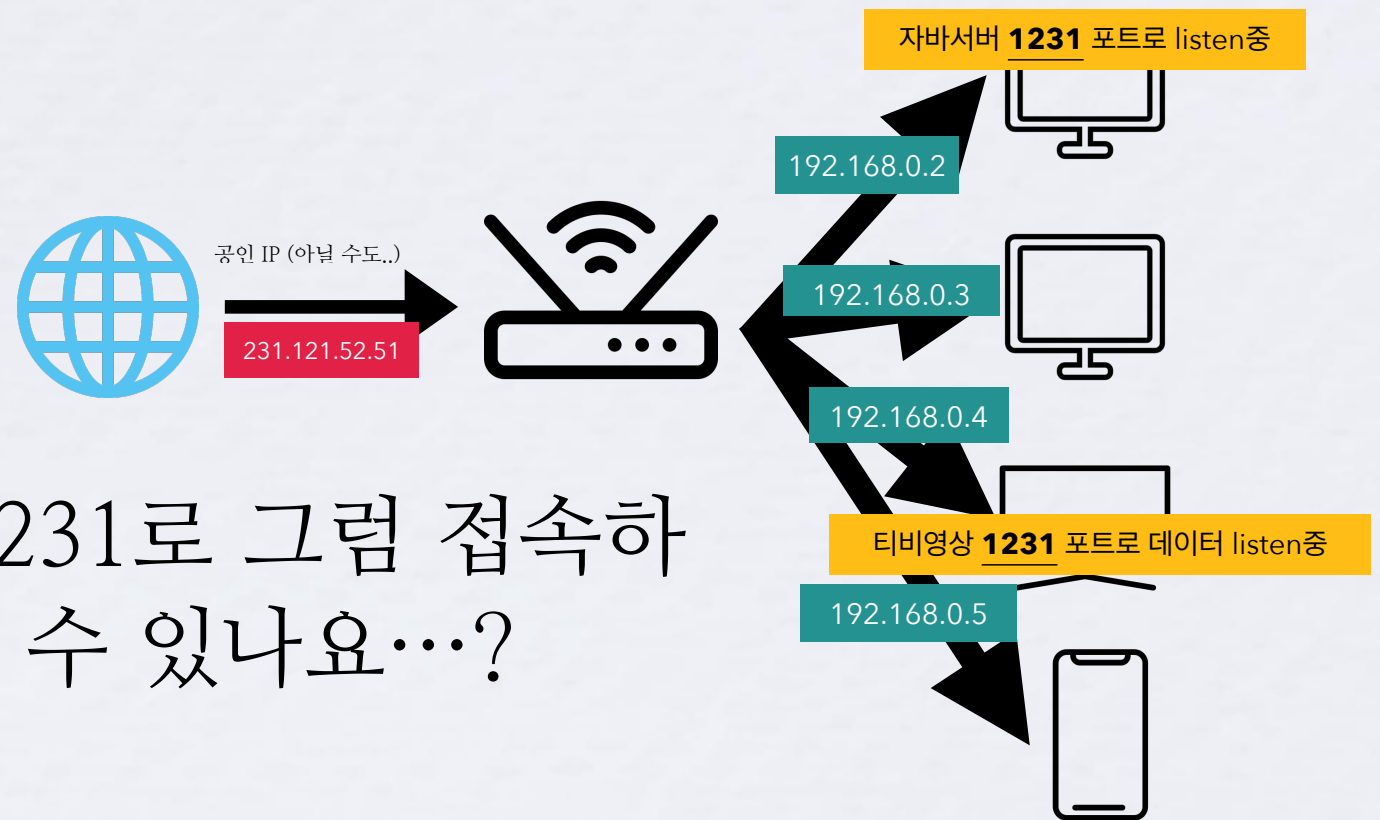 자바서버 1231 포트로 listen중
192.168.0.2
공인 IP (아닐 수도..)
231.121.52.51
192.168.0.3
192.168.0.4
231로 그럼 접속하
수 있나요…?
티비영상 1231 포트로 데이터 listen중
192.168.0.5